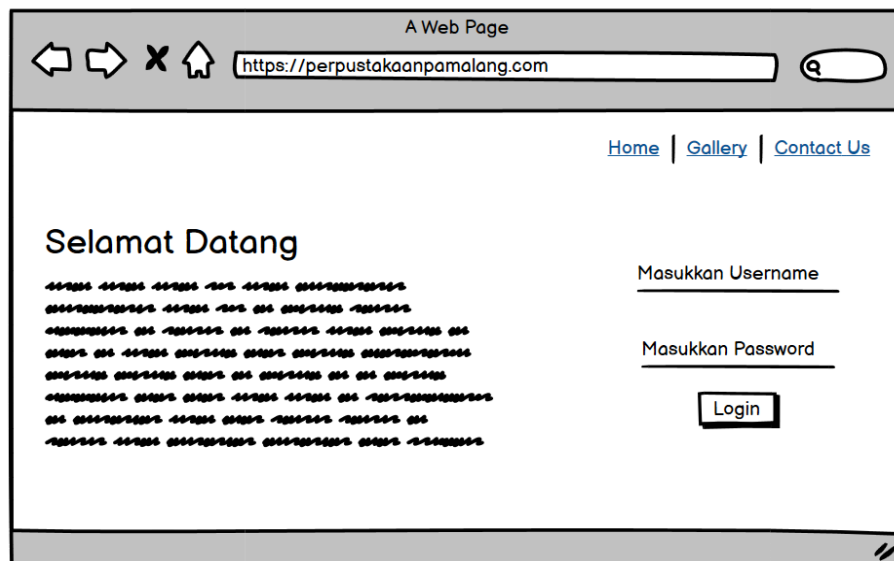 A Web Page
https://perpustakaanpamalang.com
Home | Gallery | Contact Us
Selamat Datang
Masukkan Username
Masukkan Password
Login